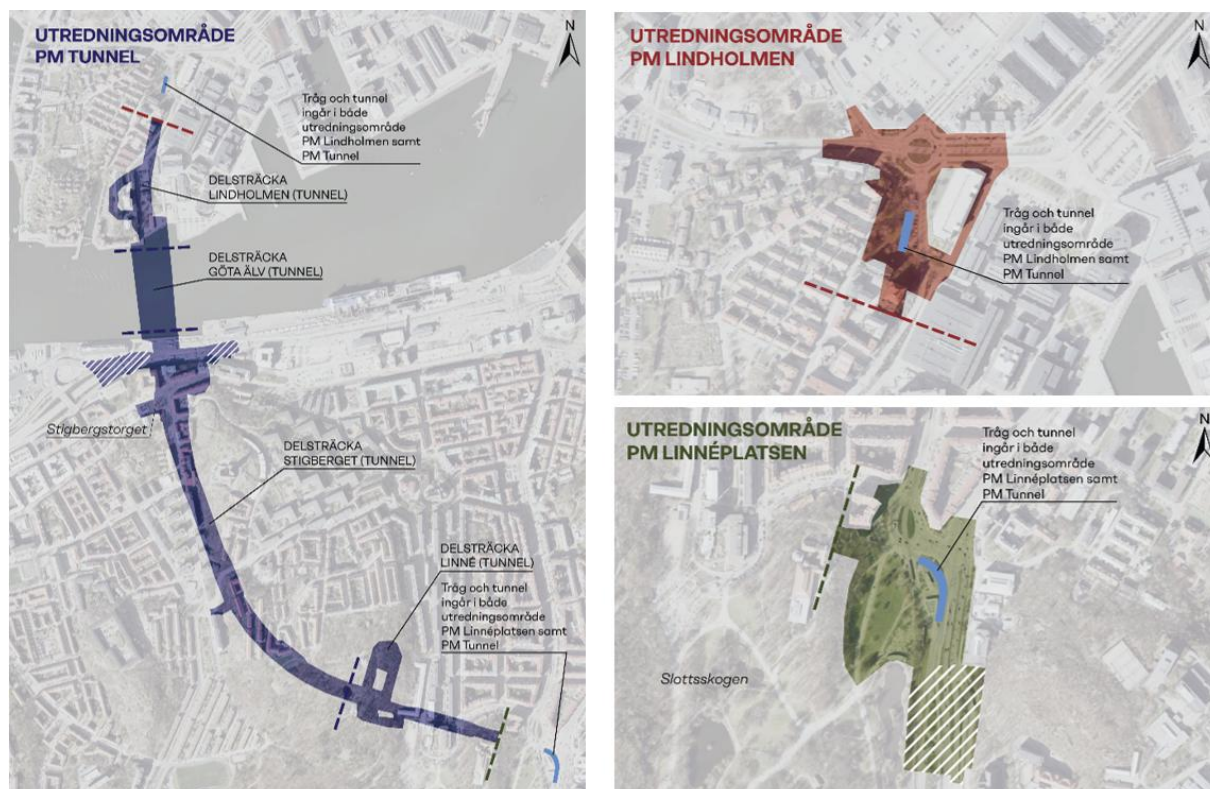 UTREDNINGSOMRÅDE
PM TUNNEL
N
Tråg och tunnel
ingår i både
utredningsområde
PM Lindholmen samt
PM Tunnel
DELSTRÄCKA
LINDHOLMEN (TUNNEL)
DELSTRÄCKA
GÖTA ÄLV (TUNNEL)
Stigbergstorget
DELSTRÄCKA
STIGBERGET (TUNNEL)
DELSTRÄCKA
LINNÉ (TUNNEL)
Tråg och tunnel
ingår i både
utredningsområde
PM Linnéplatsen samt
PM Tunnel
UTREDNINGSOMRÅDE
PM LINDHOLMEN
N
Tråg och tunnel
ingår i både
utredningsområde
PM Lindholmen samt
PM Tunnel
UTREDNINGSOMRÅDE
PM LINNÉPLATSEN
N
Tråg och tunnel
ingår i både
utredningsområde
PM Linnéplatsen samt
PM Tunnel
Slottsskogen